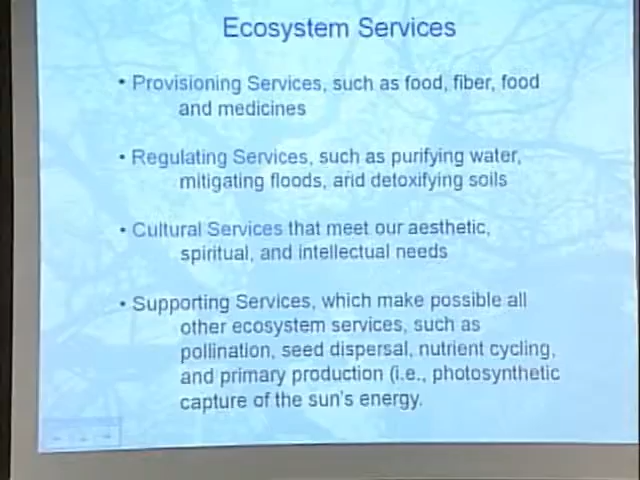 Ecosystem Services
• Provisioning Services, such as food, fiber, food
and medicines
• Regulating Services, such as purifying water,
mitigating floods, and detoxifying soils
• Cultural Services that meet our aesthetic,
spiritual, and intellectual needs
• Supporting Services, which make possible all
other ecosystem services, such as
pollination, seed dispersal, nutrient cycling,
and primary production (i.e., photosynthetic
capture of the sun's energy.